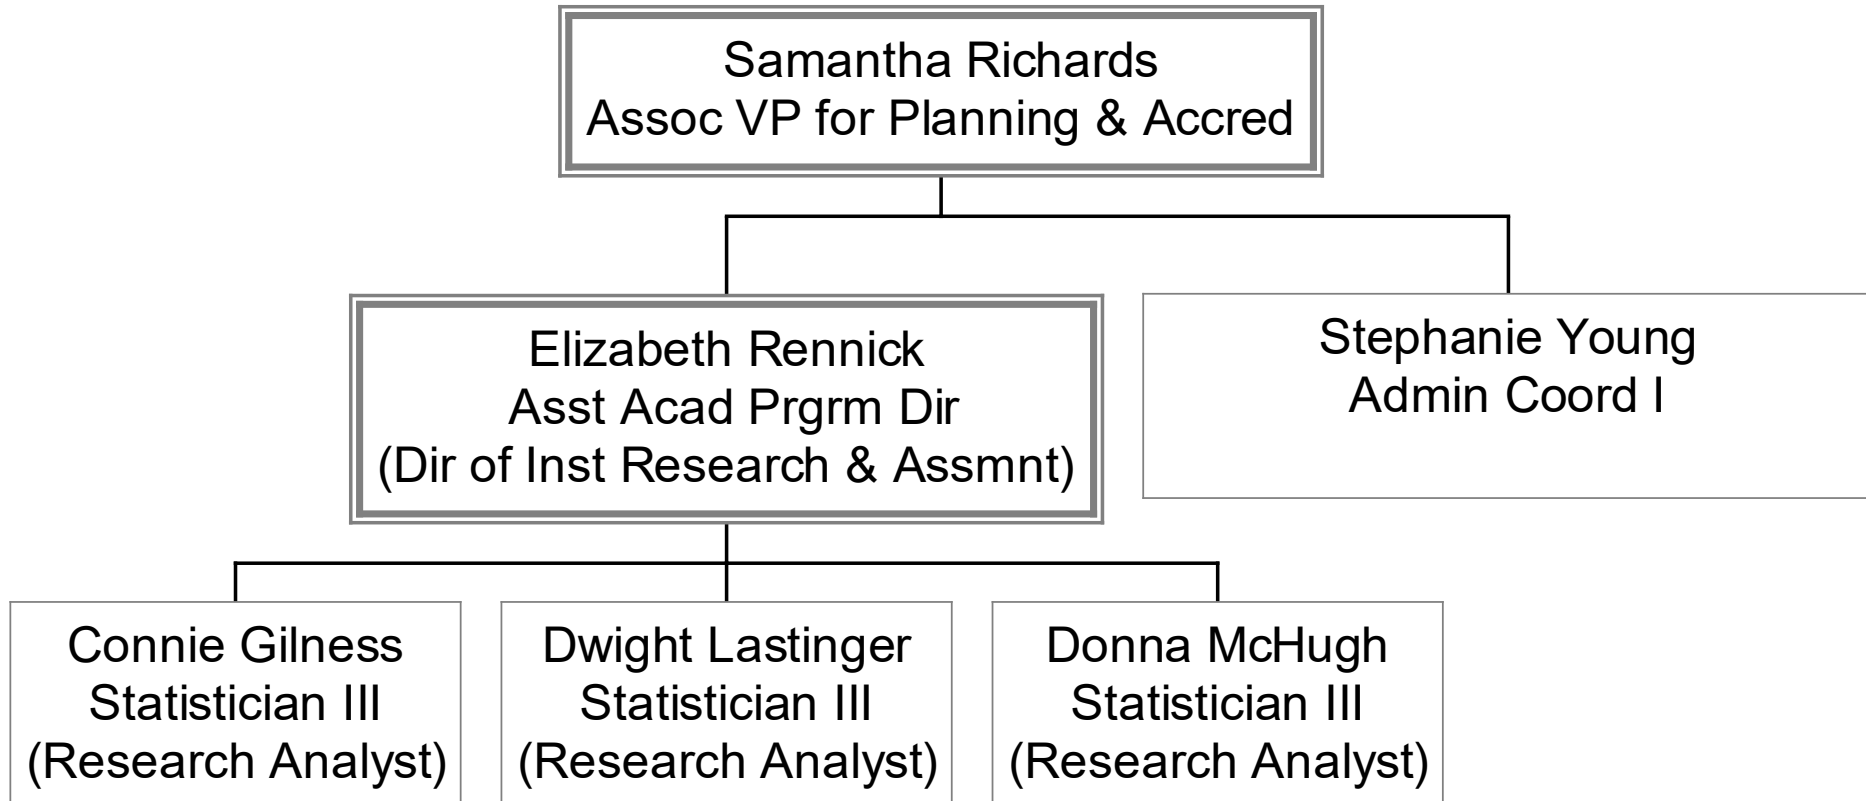 Samantha Richards
Assoc VP for Planning & Accred
Elizabeth Rennick
Asst Acad Prgrm Dir
(Dir of Inst Research & Assmnt)
Stephanie Young
Admin Coord I
Connie Gilness
Statistician III
(Research Analyst)
Dwight Lastinger
Statistician III
(Research Analyst)
Donna McHugh
Statistician III
(Research Analyst)